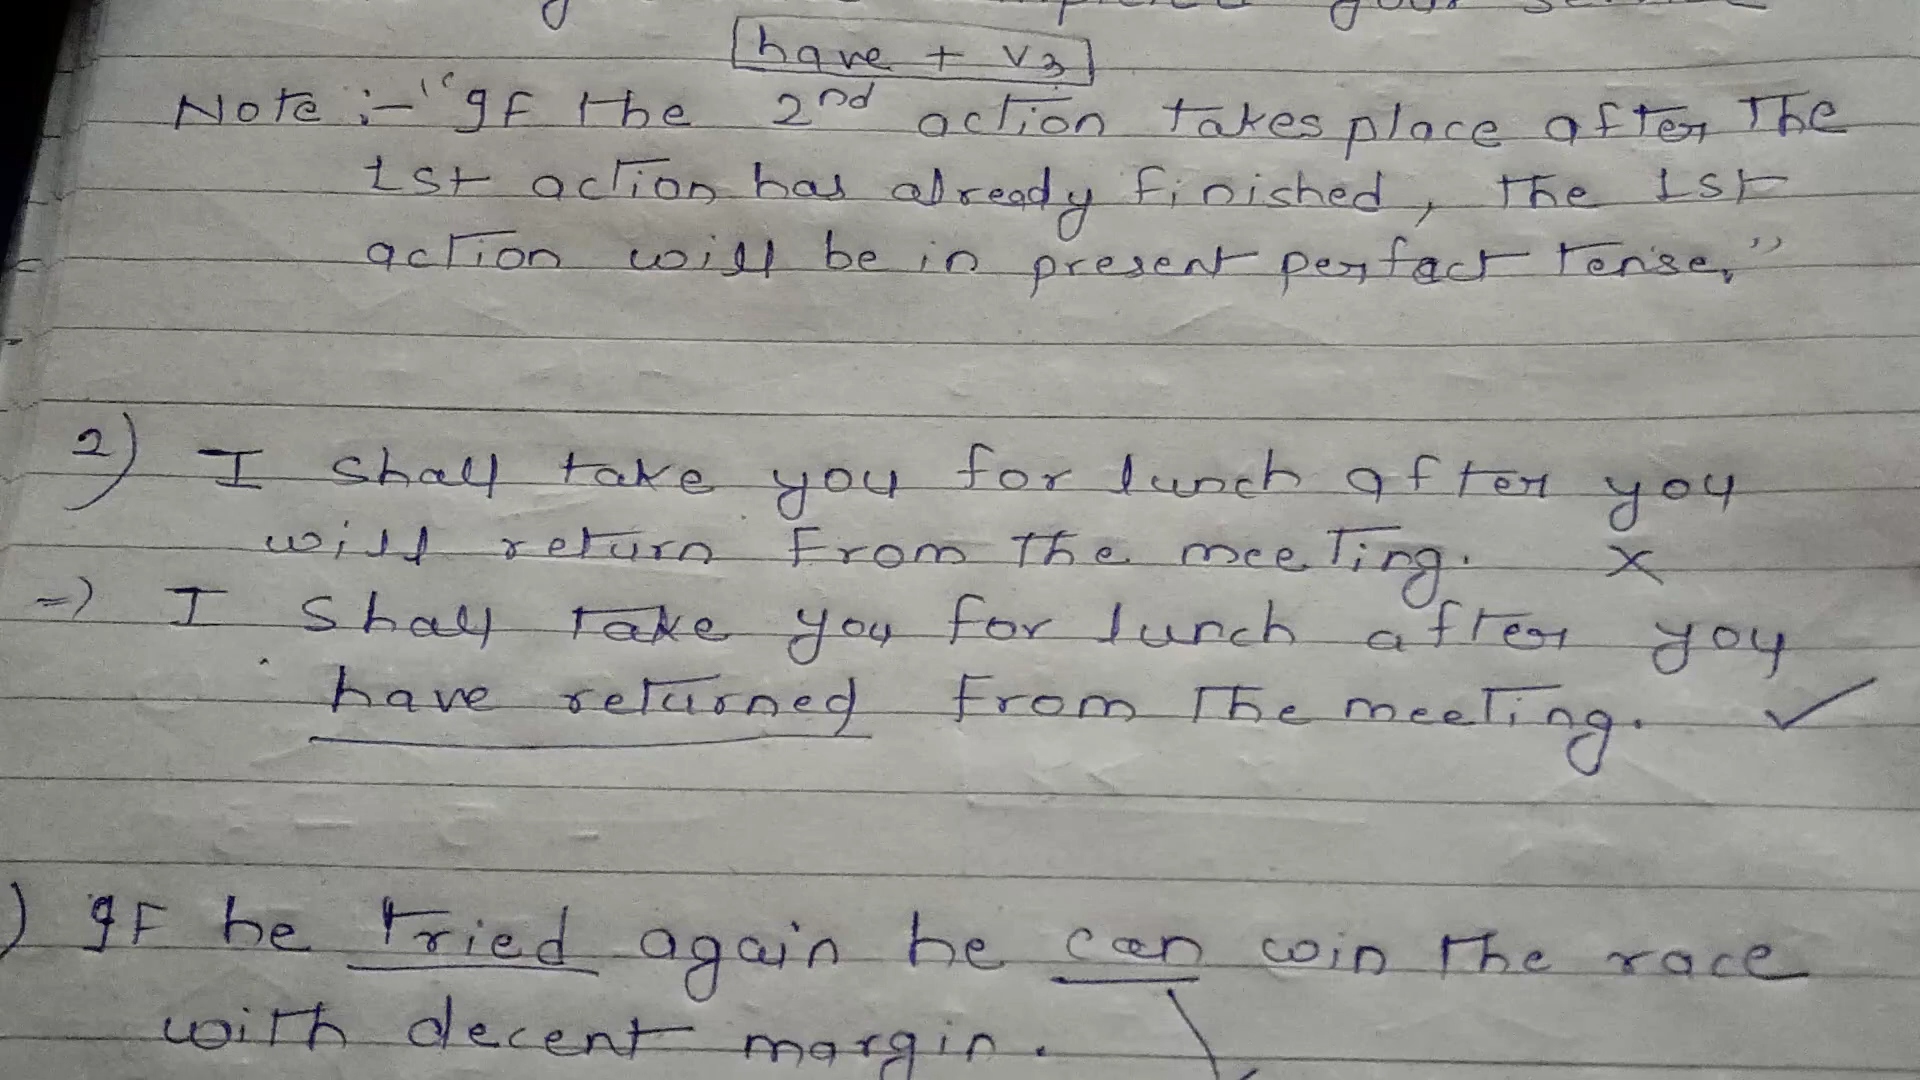 have + V3
Note :- "If the 2nd action takes place after The
1st action has already finished, the 1st
action will be in present perfact tense."
2) I shall take you for lunch after you
will return from the meeting. x
=) I shall take you for lunch after you
have returned from The meeting. ✓
) If he tried again he can win the race
with decent margin.